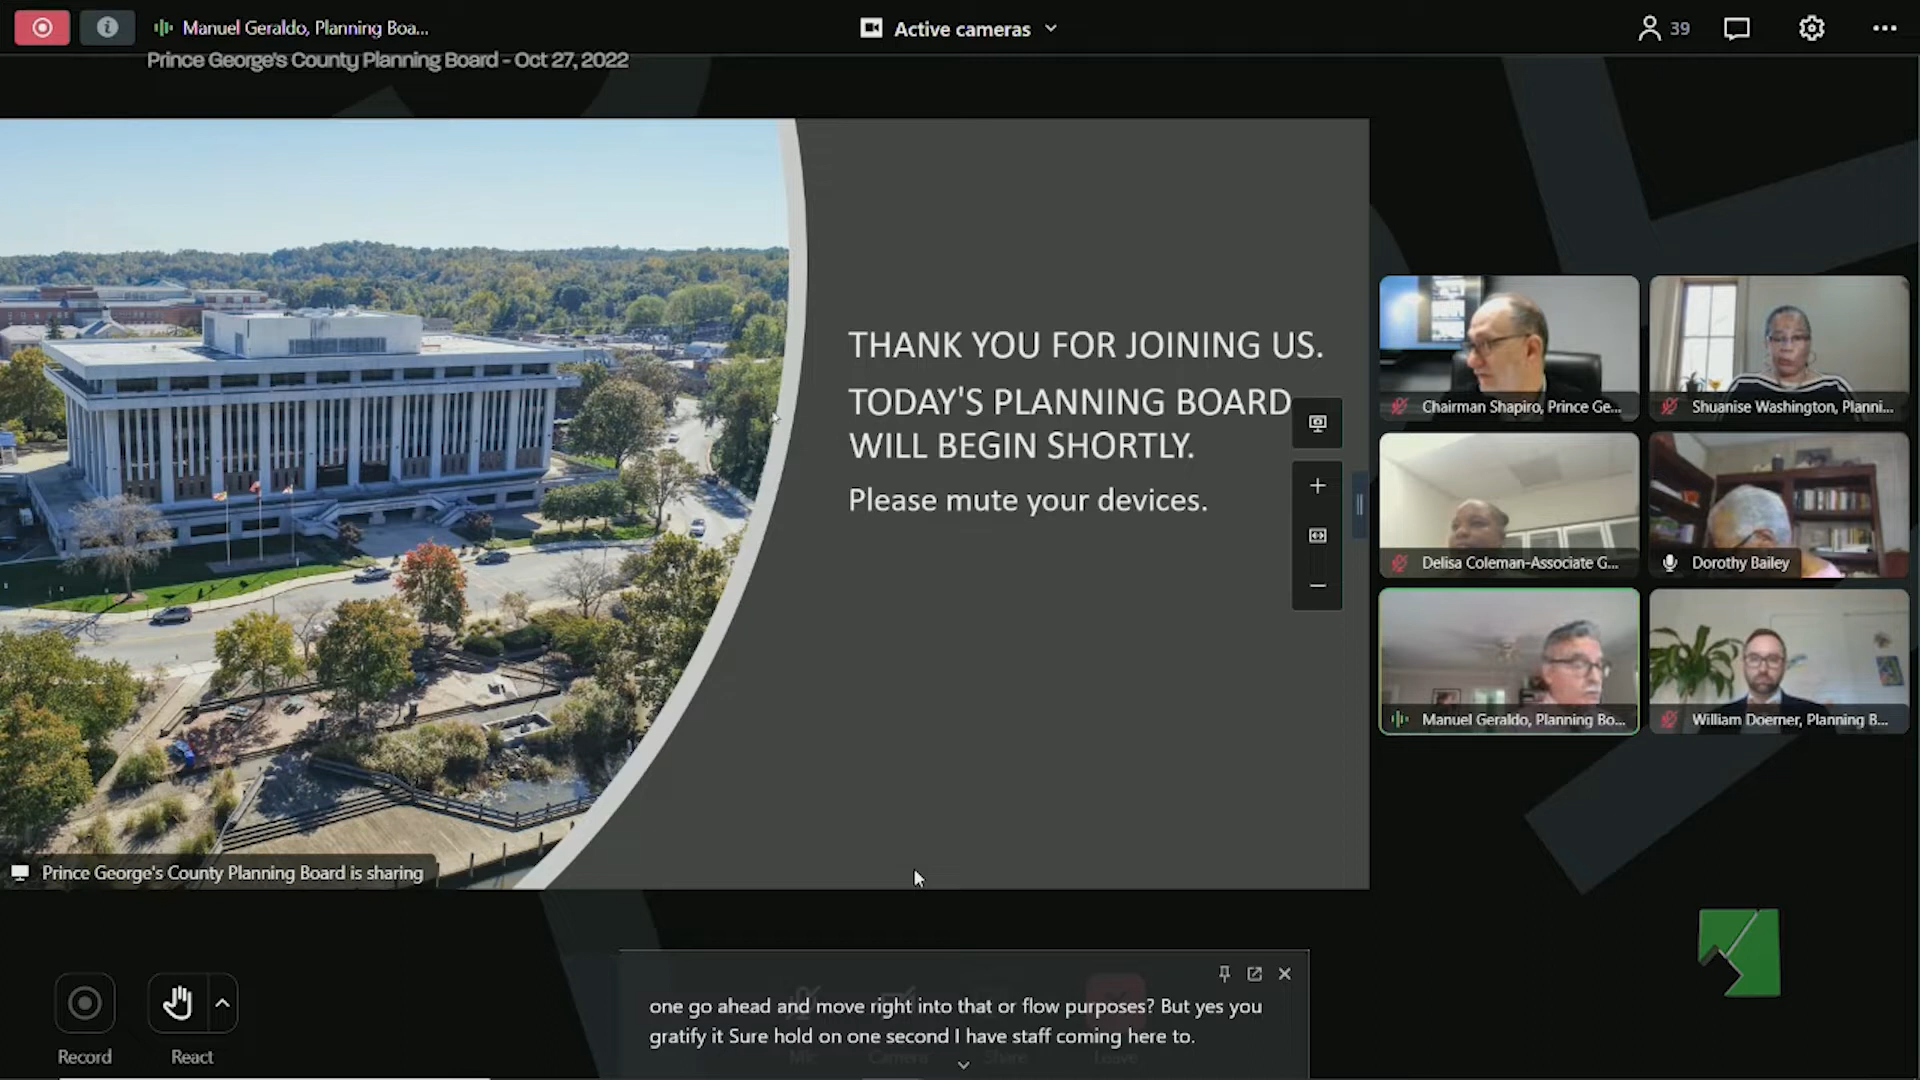 Manuel Geraldo, Planning Boa...
Active cameras
39
Prince George's County Planning Board - Oct 27, 2022
THANK YOU FOR JOINING US.
TODAY'S PLANNING BOARD
WILL BEGIN SHORTLY.
Please mute your devices.
Chairman Shapiro, Prince Ge...
Shuanise Washington, Planni...
Delisa Coleman-Associate G...
Dorothy Bailey
Manuel Geraldo, Planning Bo...
William Doerner, Planning B...
Prince George's County Planning Board is sharing
one go ahead and move right into that or flow purposes? But yes you
gratify it Sure hold on one second I have staff coming here to.
Record
React
Mic
Camera
Share
Leave